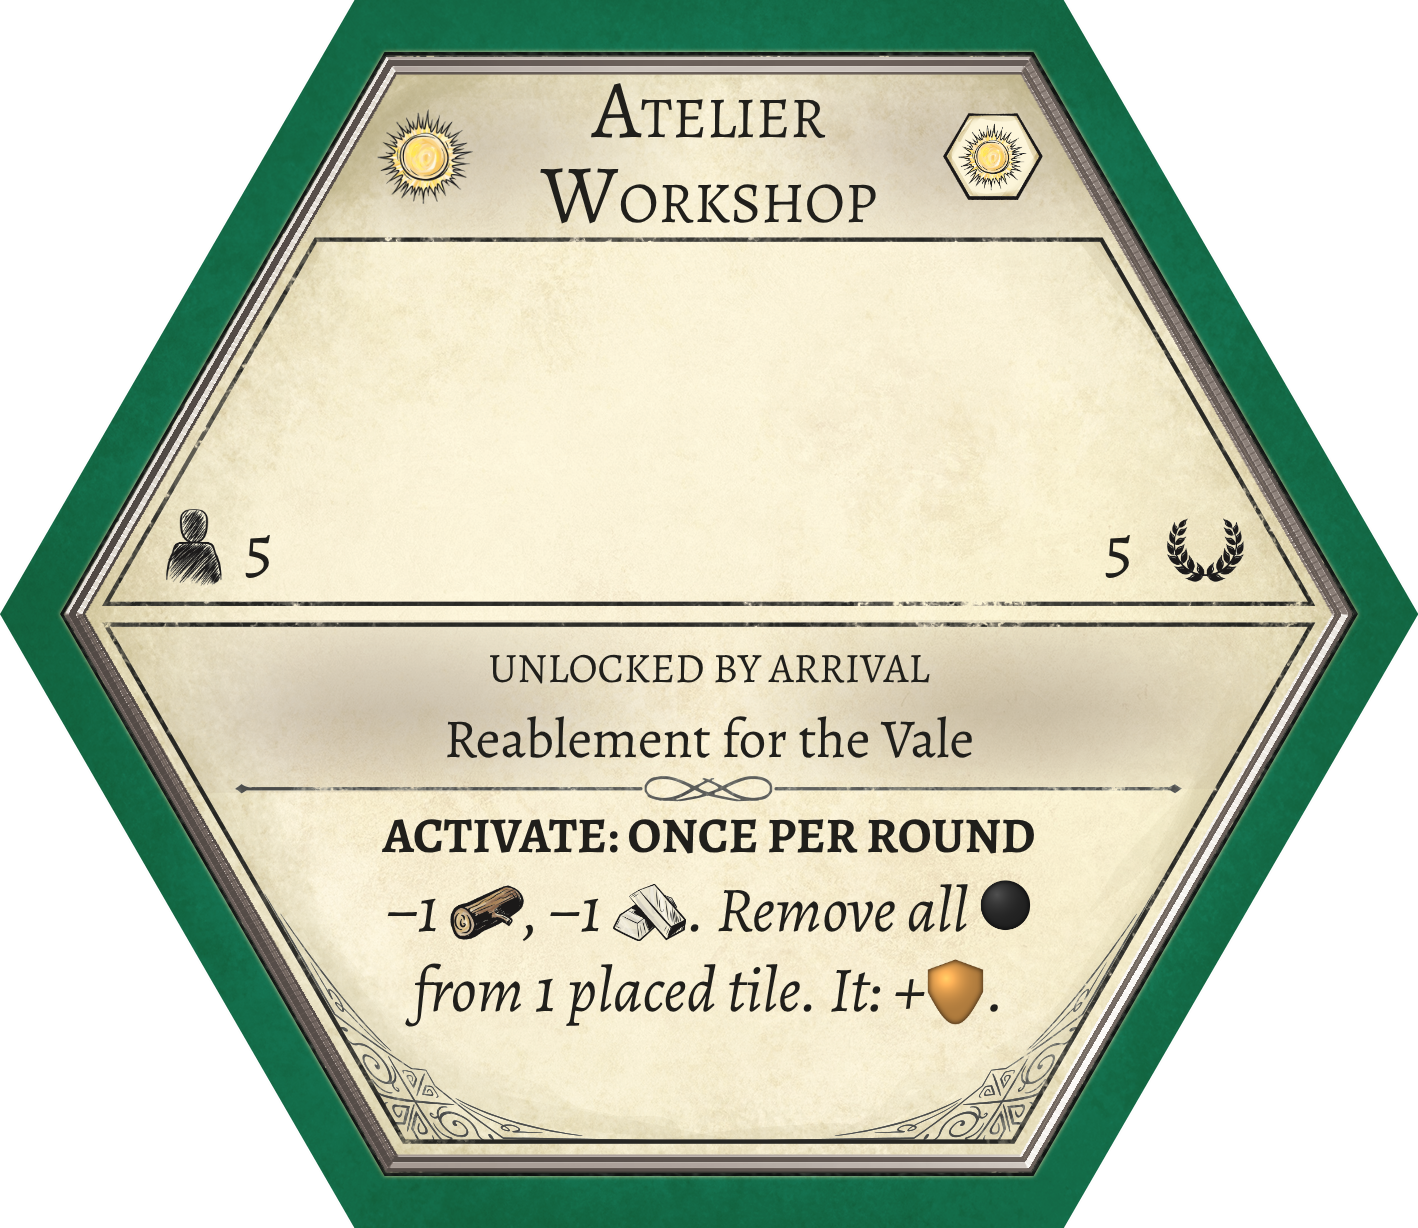 Atelier
Workshop
5
5
UNLOCKED BY ARRIVAL
Reablement for the Vale
ACTIVATE: ONCE PER ROUND
–1 , –1 . Remove all
from 1 placed tile. It: + .